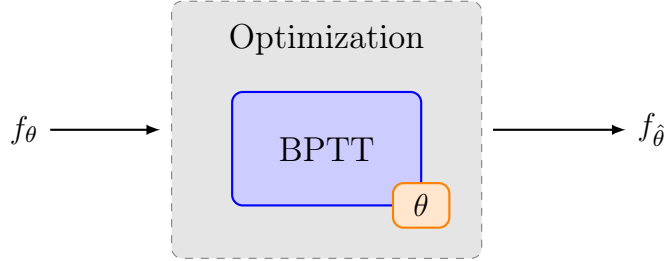 Optimization
f_θ
BPTT
f_θ̂
θ